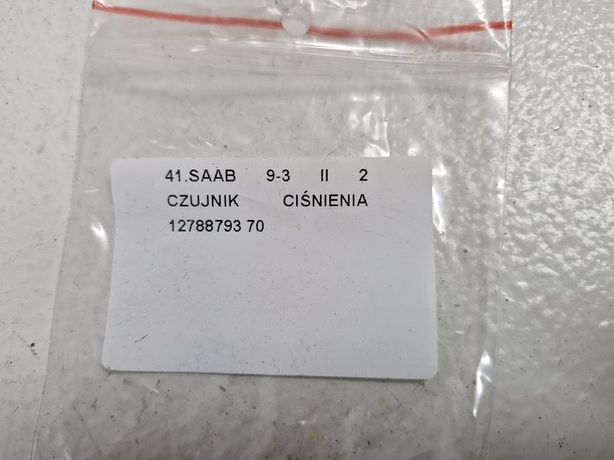 41.SAAB 9-3 II 2
CZUJNIK CIŚNIENIA
12788793 70